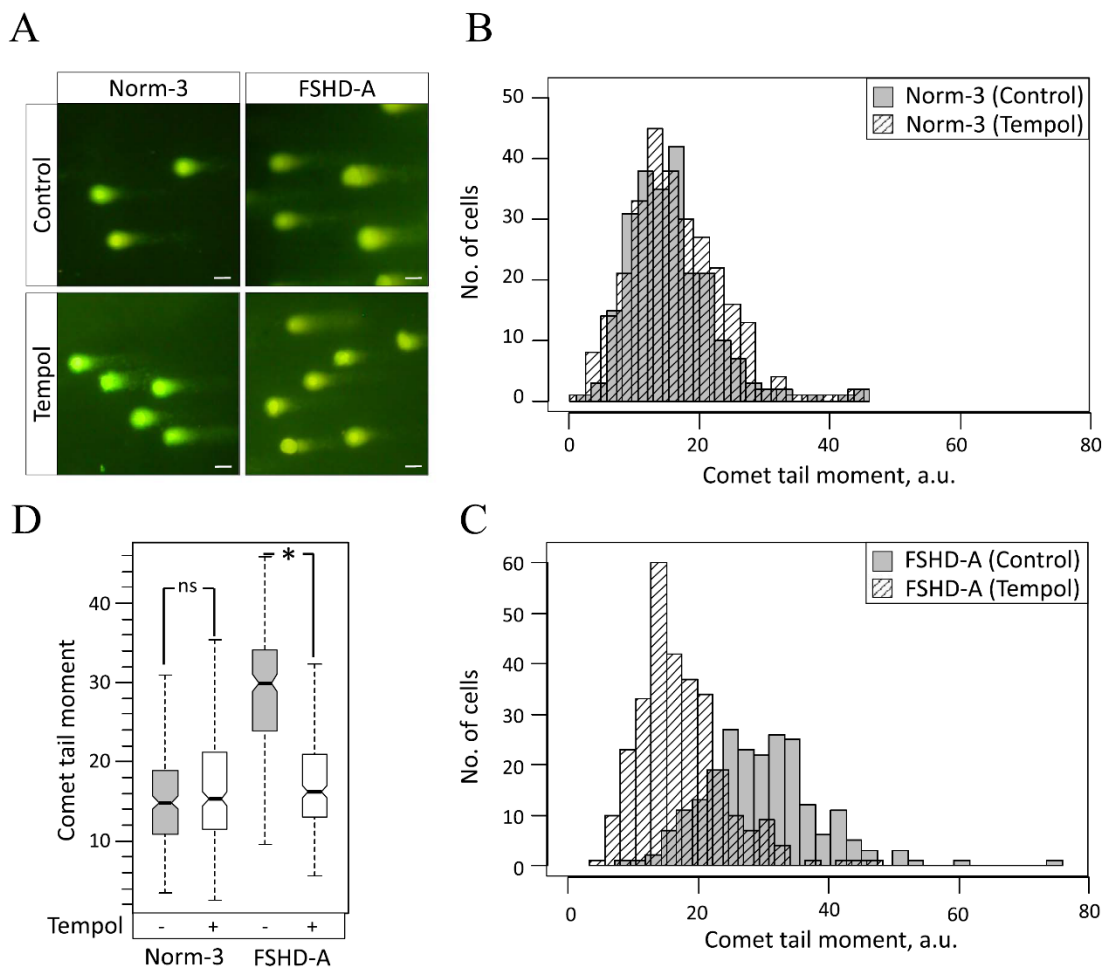 A
Norm-3 FSHD-A
Control
Tempol
B
Norm-3 (Control)
Norm-3 (Tempol)
No. of cells
50
40
30
20
10
0
0 20 40 60 80
Comet tail moment, a.u.
D
ns
*
Comet tail moment
40
30
20
10
Tempol - + - +
Norm-3 FSHD-A
C
FSHD-A (Control)
FSHD-A (Tempol)
No. of cells
60
50
40
30
20
10
0
0 20 40 60 80
Comet tail moment, a.u.